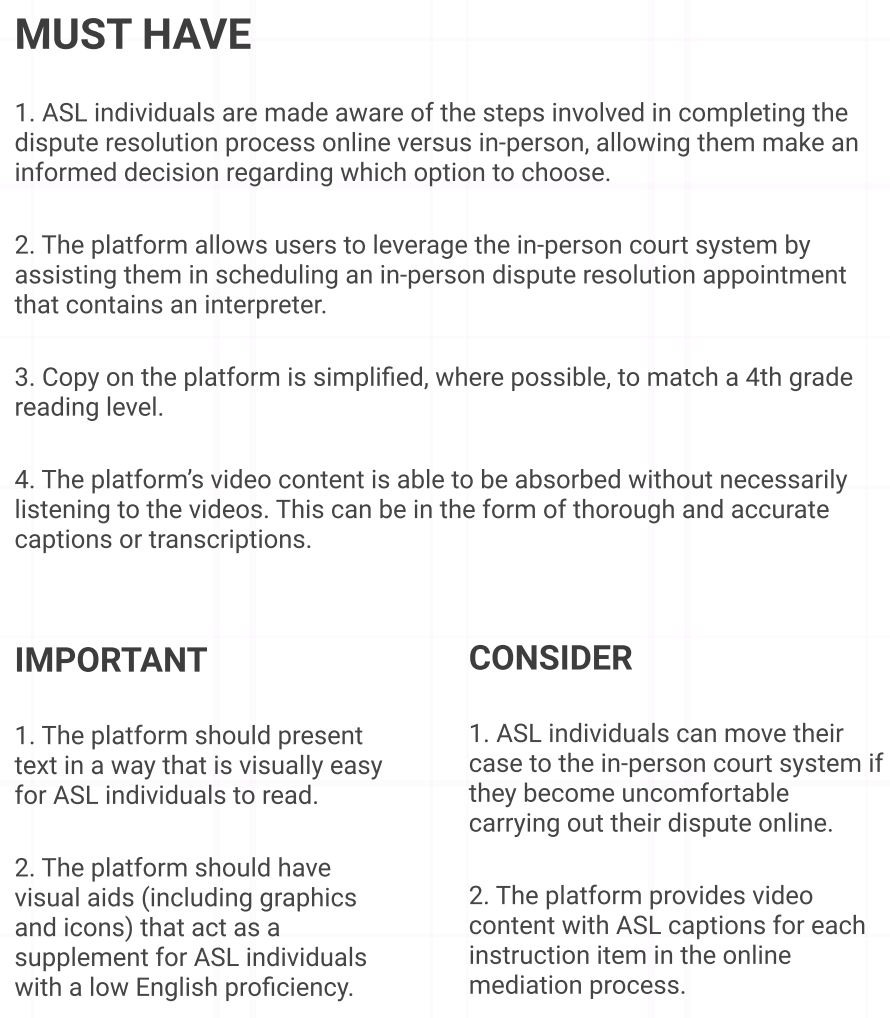 MUST HAVE
1. ASL individuals are made aware of the steps involved in completing the
dispute resolution process online versus in-person, allowing them make an
informed decision regarding which option to choose.
2. The platform allows users to leverage the in-person court system by
assisting them in scheduling an in-person dispute resolution appointment
that contains an interpreter.
3. Copy on the platform is simplified, where possible, to match a 4th grade
reading level.
4. The platform’s video content is able to be absorbed without necessarily
listening to the videos. This can be in the form of thorough and accurate
captions or transcriptions.
IMPORTANT
1. The platform should present
text in a way that is visually easy
for ASL individuals to read.
2. The platform should have
visual aids (including graphics
and icons) that act as a
supplement for ASL individuals
with a low English proficiency.
CONSIDER
1. ASL individuals can move their
case to the in-person court system if
they become uncomfortable
carrying out their dispute online.
2. The platform provides video
content with ASL captions for each
instruction item in the online
mediation process.